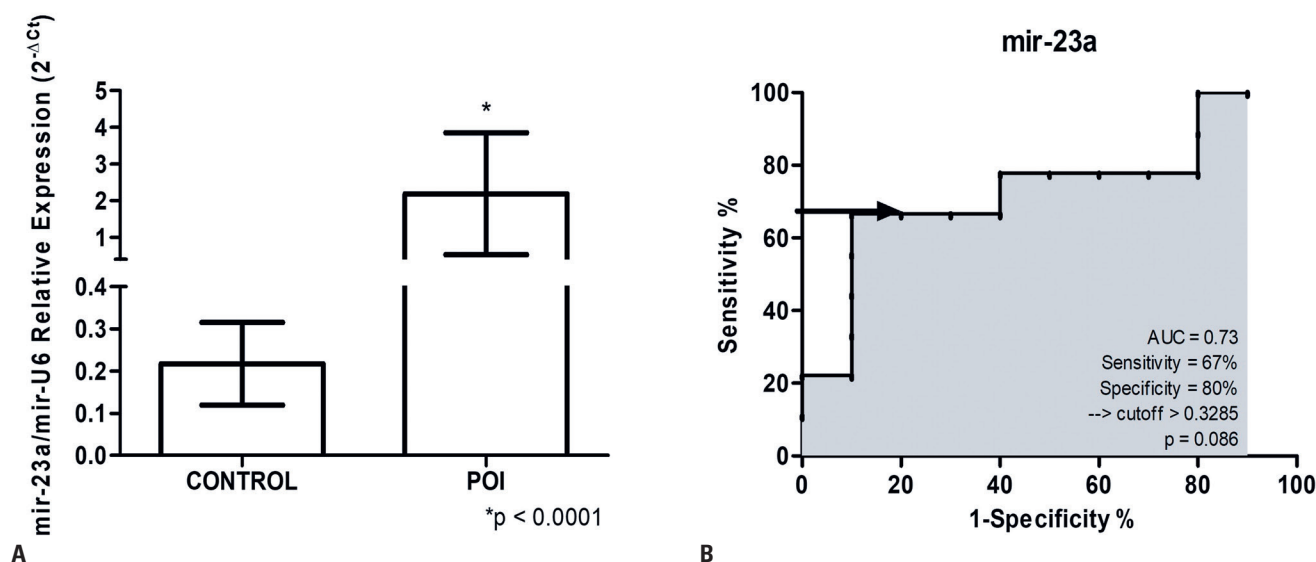 mir-23a/mir-U6 Relative Expression (2^-ΔCt)
5
4
3
2
1
0.4
0.3
0.2
0.1
0.0
*
CONTROL POI
*p < 0.0001
A
mir-23a
Sensitivity %
100
80
60
40
20
0
AUC = 0.73
Sensitivity = 67%
Specificity = 80%
--> cutoff > 0.3285
p = 0.086
0 20 40 60 80 100
1-Specificity %
B